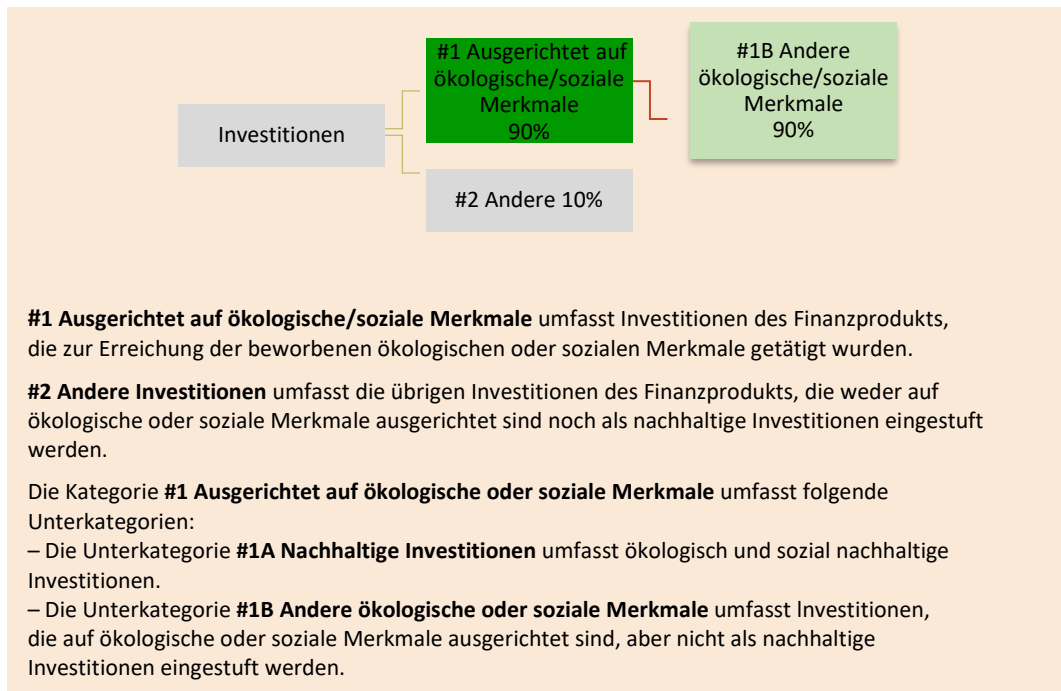 #1 Ausgerichtet auf
ökologische/soziale
Merkmale
90%
#1B Andere
ökologische/soziale
Merkmale
90%
Investitionen
#2 Andere 10%
#1 Ausgerichtet auf ökologische/soziale Merkmale umfasst Investitionen des Finanzprodukts,
die zur Erreichung der beworbenen ökologischen oder sozialen Merkmale getätigt wurden.
#2 Andere Investitionen umfasst die übrigen Investitionen des Finanzprodukts, die weder auf
ökologische oder soziale Merkmale ausgerichtet sind noch als nachhaltige Investitionen eingestuft
werden.
Die Kategorie #1 Ausgerichtet auf ökologische oder soziale Merkmale umfasst folgende
Unterkategorien:
– Die Unterkategorie #1A Nachhaltige Investitionen umfasst ökologisch und sozial nachhaltige
Investitionen.
– Die Unterkategorie #1B Andere ökologische oder soziale Merkmale umfasst Investitionen,
die auf ökologische oder soziale Merkmale ausgerichtet sind, aber nicht als nachhaltige
Investitionen eingestuft werden.